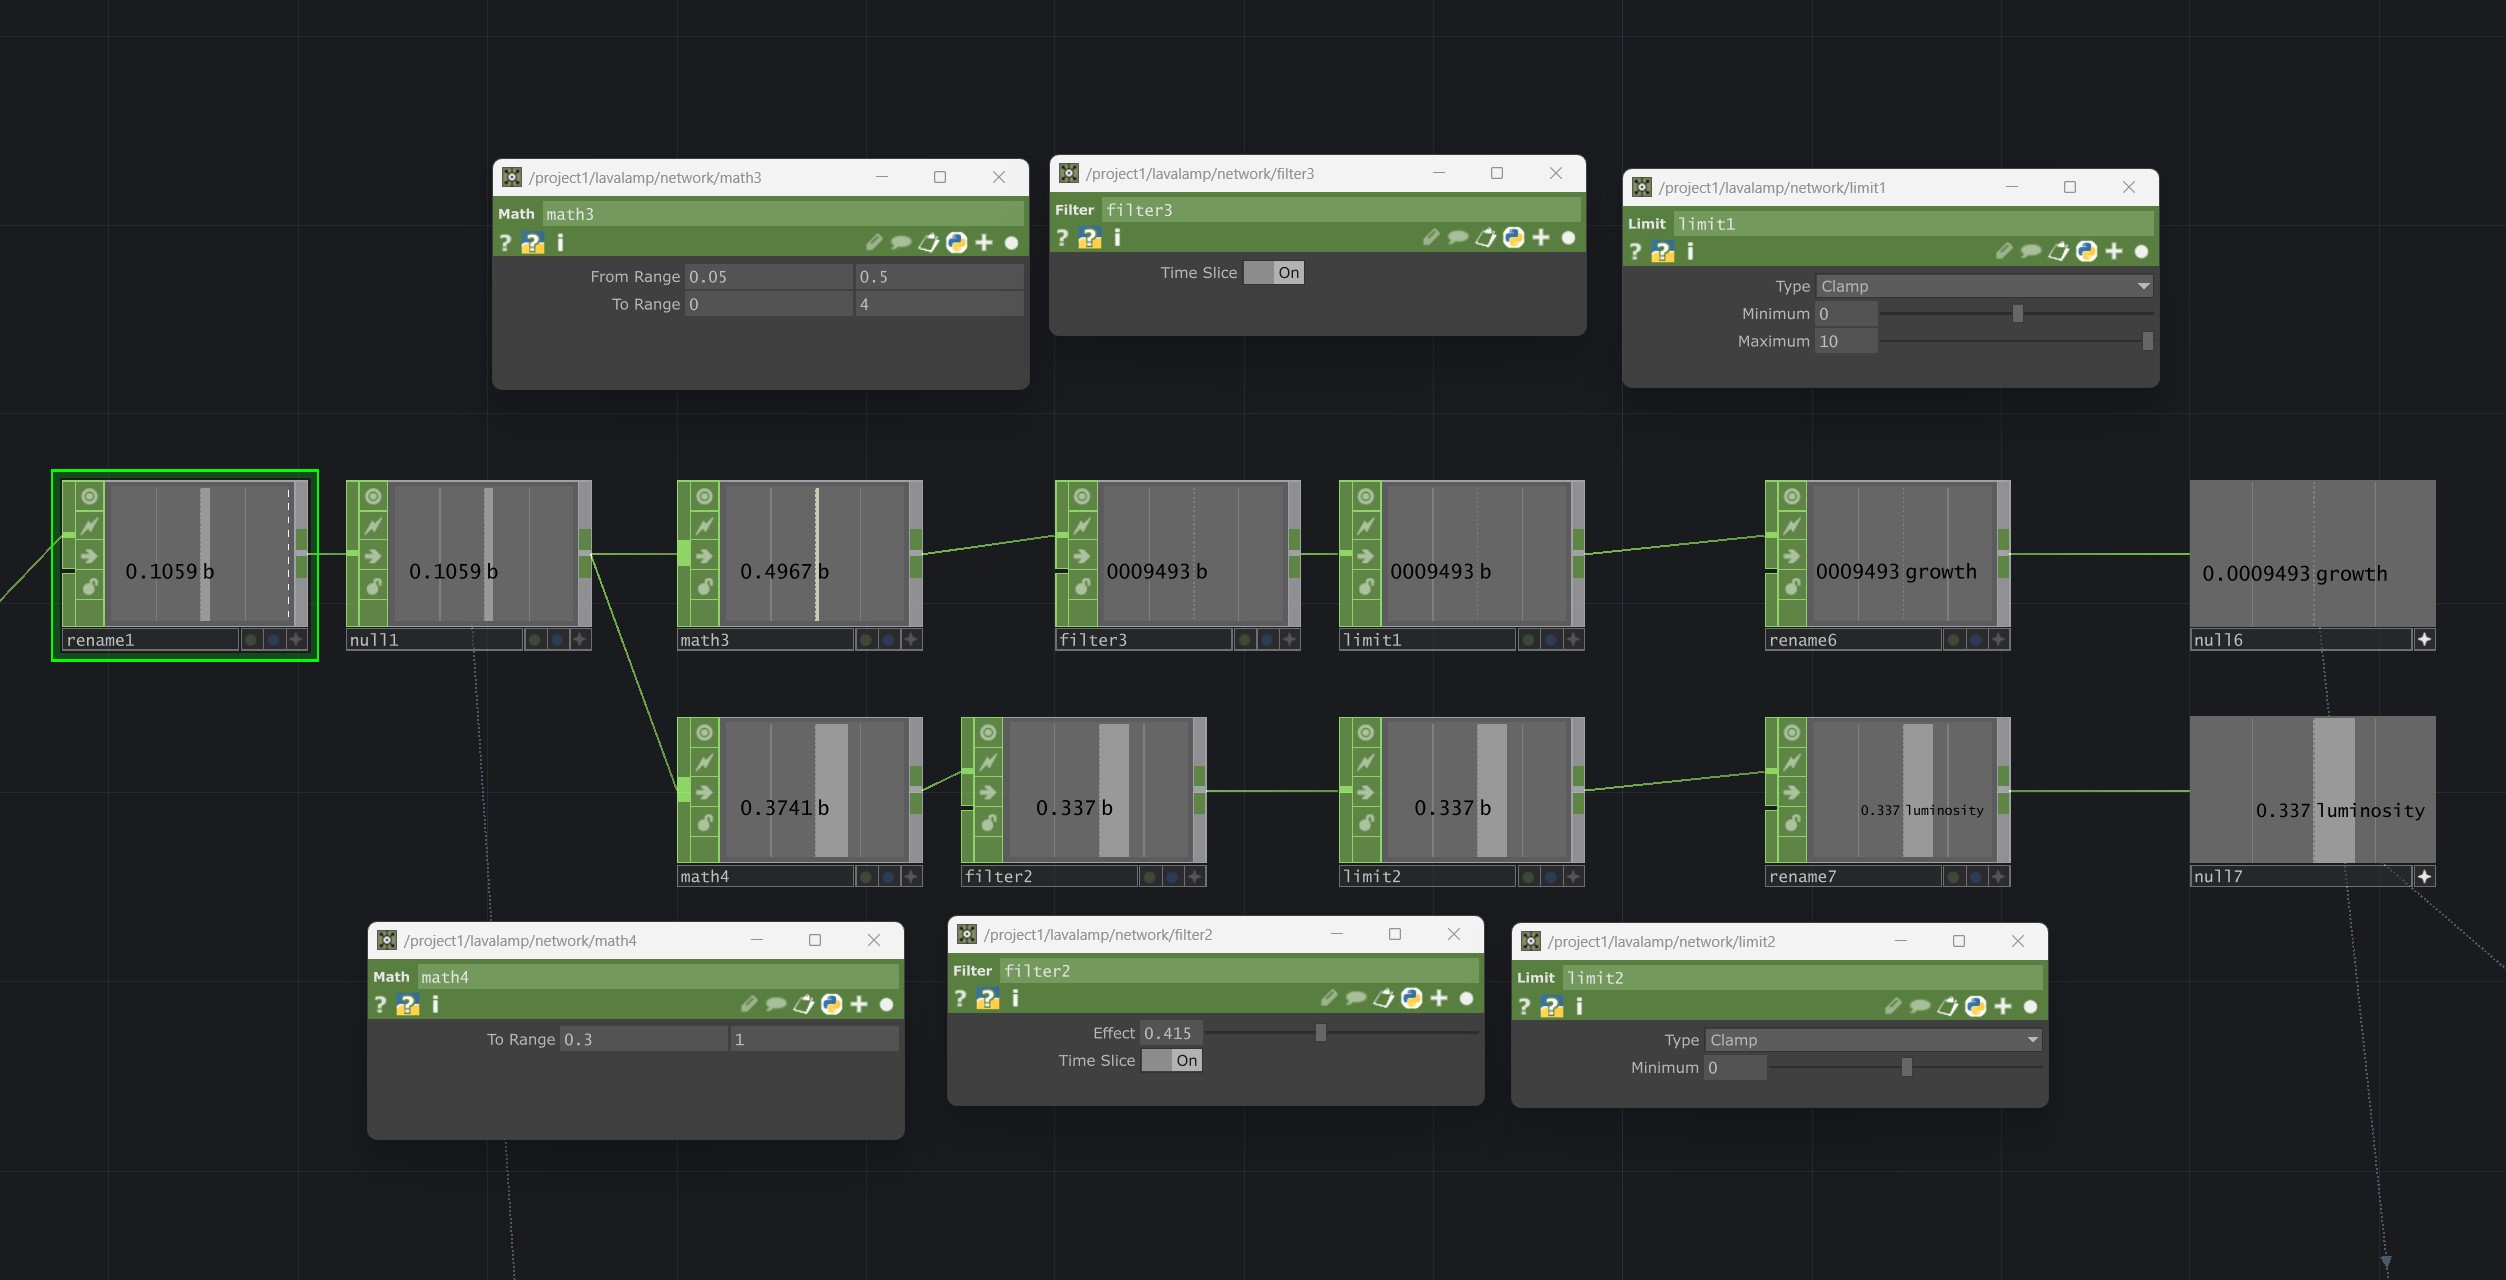 /project1/lavalamp/network/math3
Math math3
? ? i
From Range 0.05 0.5
To Range 0 4
/project1/lavalamp/network/filter3
Filter filter3
? ? i
Time Slice On
/project1/lavalamp/network/limit1
Limit limit1
? ? i
Type Clamp
Minimum 0
Maximum 10
0.1059 b
rename1
0.1059 b
null1
0.4967 b
math3
0009493 b
filter3
0009493 b
limit1
0009493 growth
rename6
0.0009493 growth
null6
0.3741 b
math4
0.337 b
filter2
0.337 b
limit2
0.337 luminosity
rename7
0.337 luminosity
null7
/project1/lavalamp/network/math4
Math math4
? ? i
To Range 0.3 1
/project1/lavalamp/network/filter2
Filter filter2
? ? i
Effect 0.415
Time Slice On
/project1/lavalamp/network/limit2
Limit limit2
? ? i
Type Clamp
Minimum 0